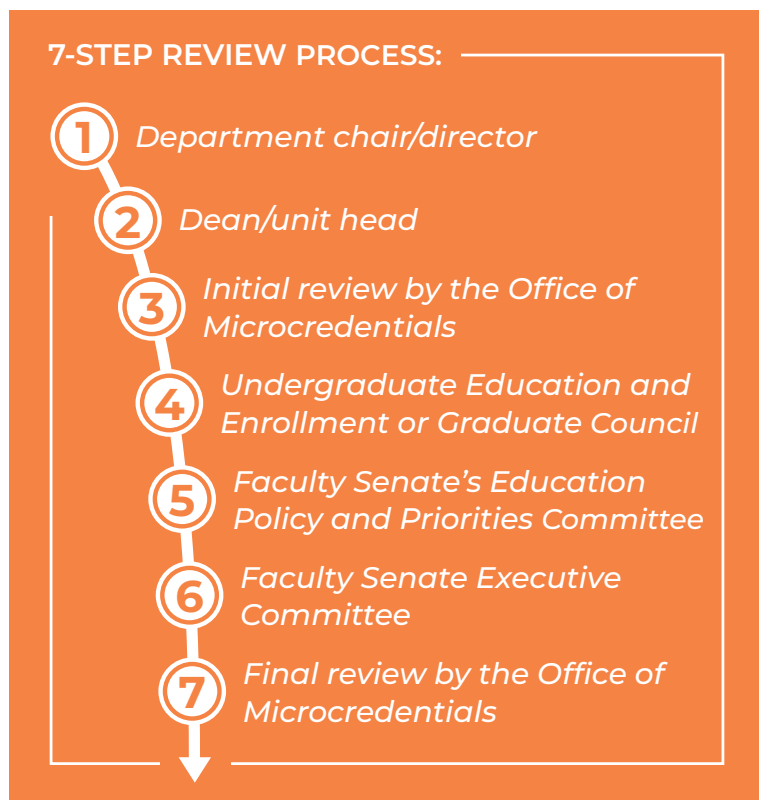 7-STEP REVIEW PROCESS:
1 Department chair/director
2 Dean/unit head
3 Initial review by the Office of
Microcredentials
4 Undergraduate Education and
Enrollment or Graduate Council
5 Faculty Senate’s Education
Policy and Priorities Committee
6 Faculty Senate Executive
Committee
7 Final review by the Office of
Microcredentials